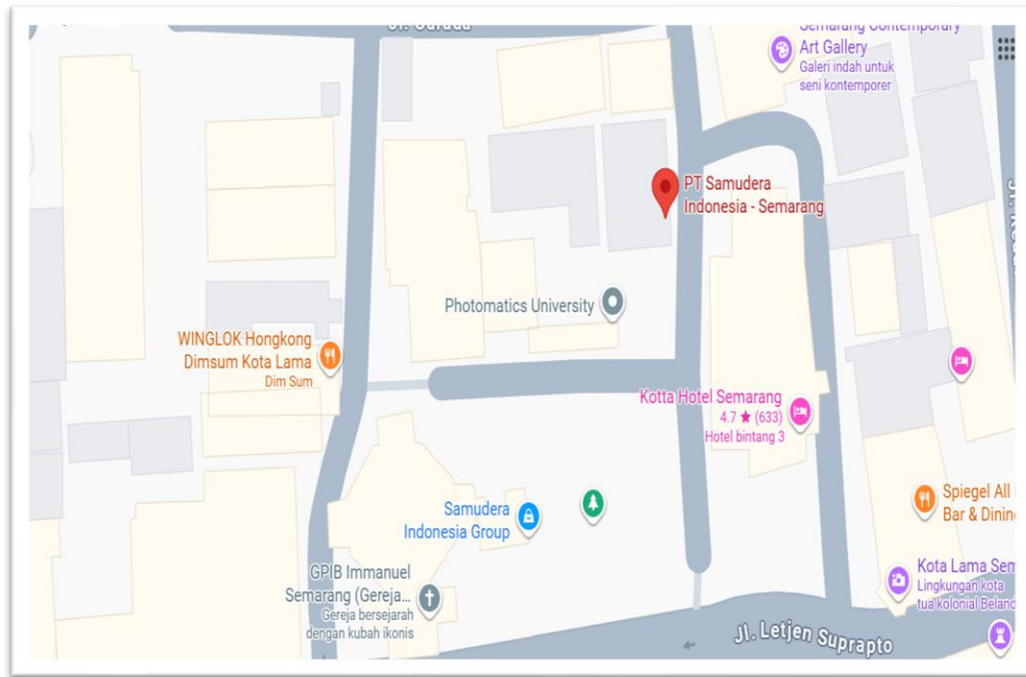 Semarang Contemporary
Art Gallery
Galeri indah untuk
seni kontemporer
PT Samudera
Indonesia - Semarang
Photomatics University
WINGLOK Hongkong
Dimsum Kota Lama
Dim Sum
Kotta Hotel Semarang
4.7 ★ (633)
Hotel bintang 3
Samudera
Indonesia Group
Spiegel All
Bar & Dining
GPIB Immanuel
Semarang (Gereja...
Gereja bersejarah
dengan kubah ikonis
Kota Lama Sem
Lingkungan kota
tua kolonial Beland
Jl. Letjen Suprapto